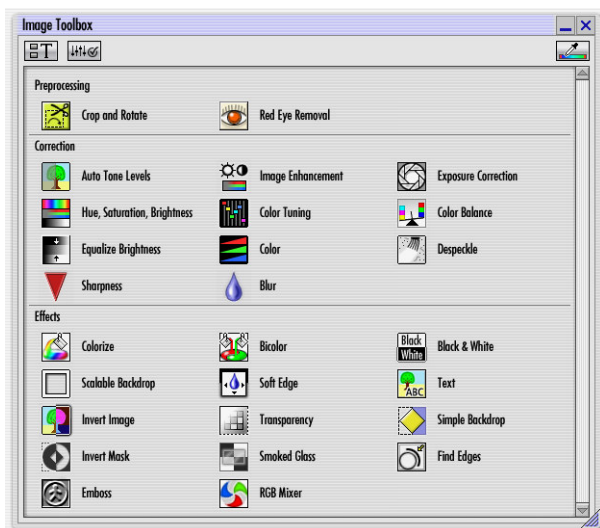 Image Toolbox
T
Preprocessing
Crop and Rotate
Red Eye Removal
Correction
Auto Tone Levels
Image Enhancement
Exposure Correction
Hue, Saturation, Brightness
Color Tuning
Color Balance
Equalize Brightness
Color
Despeckle
Sharpness
Blur
Effects
Colorize
Bicolor
Black
White
Black & White
Scalable Backdrop
Soft Edge
ABC
Text
Invert Image
Transparency
Simple Backdrop
Invert Mask
Smoked Glass
Find Edges
Emboss
RGB Mixer